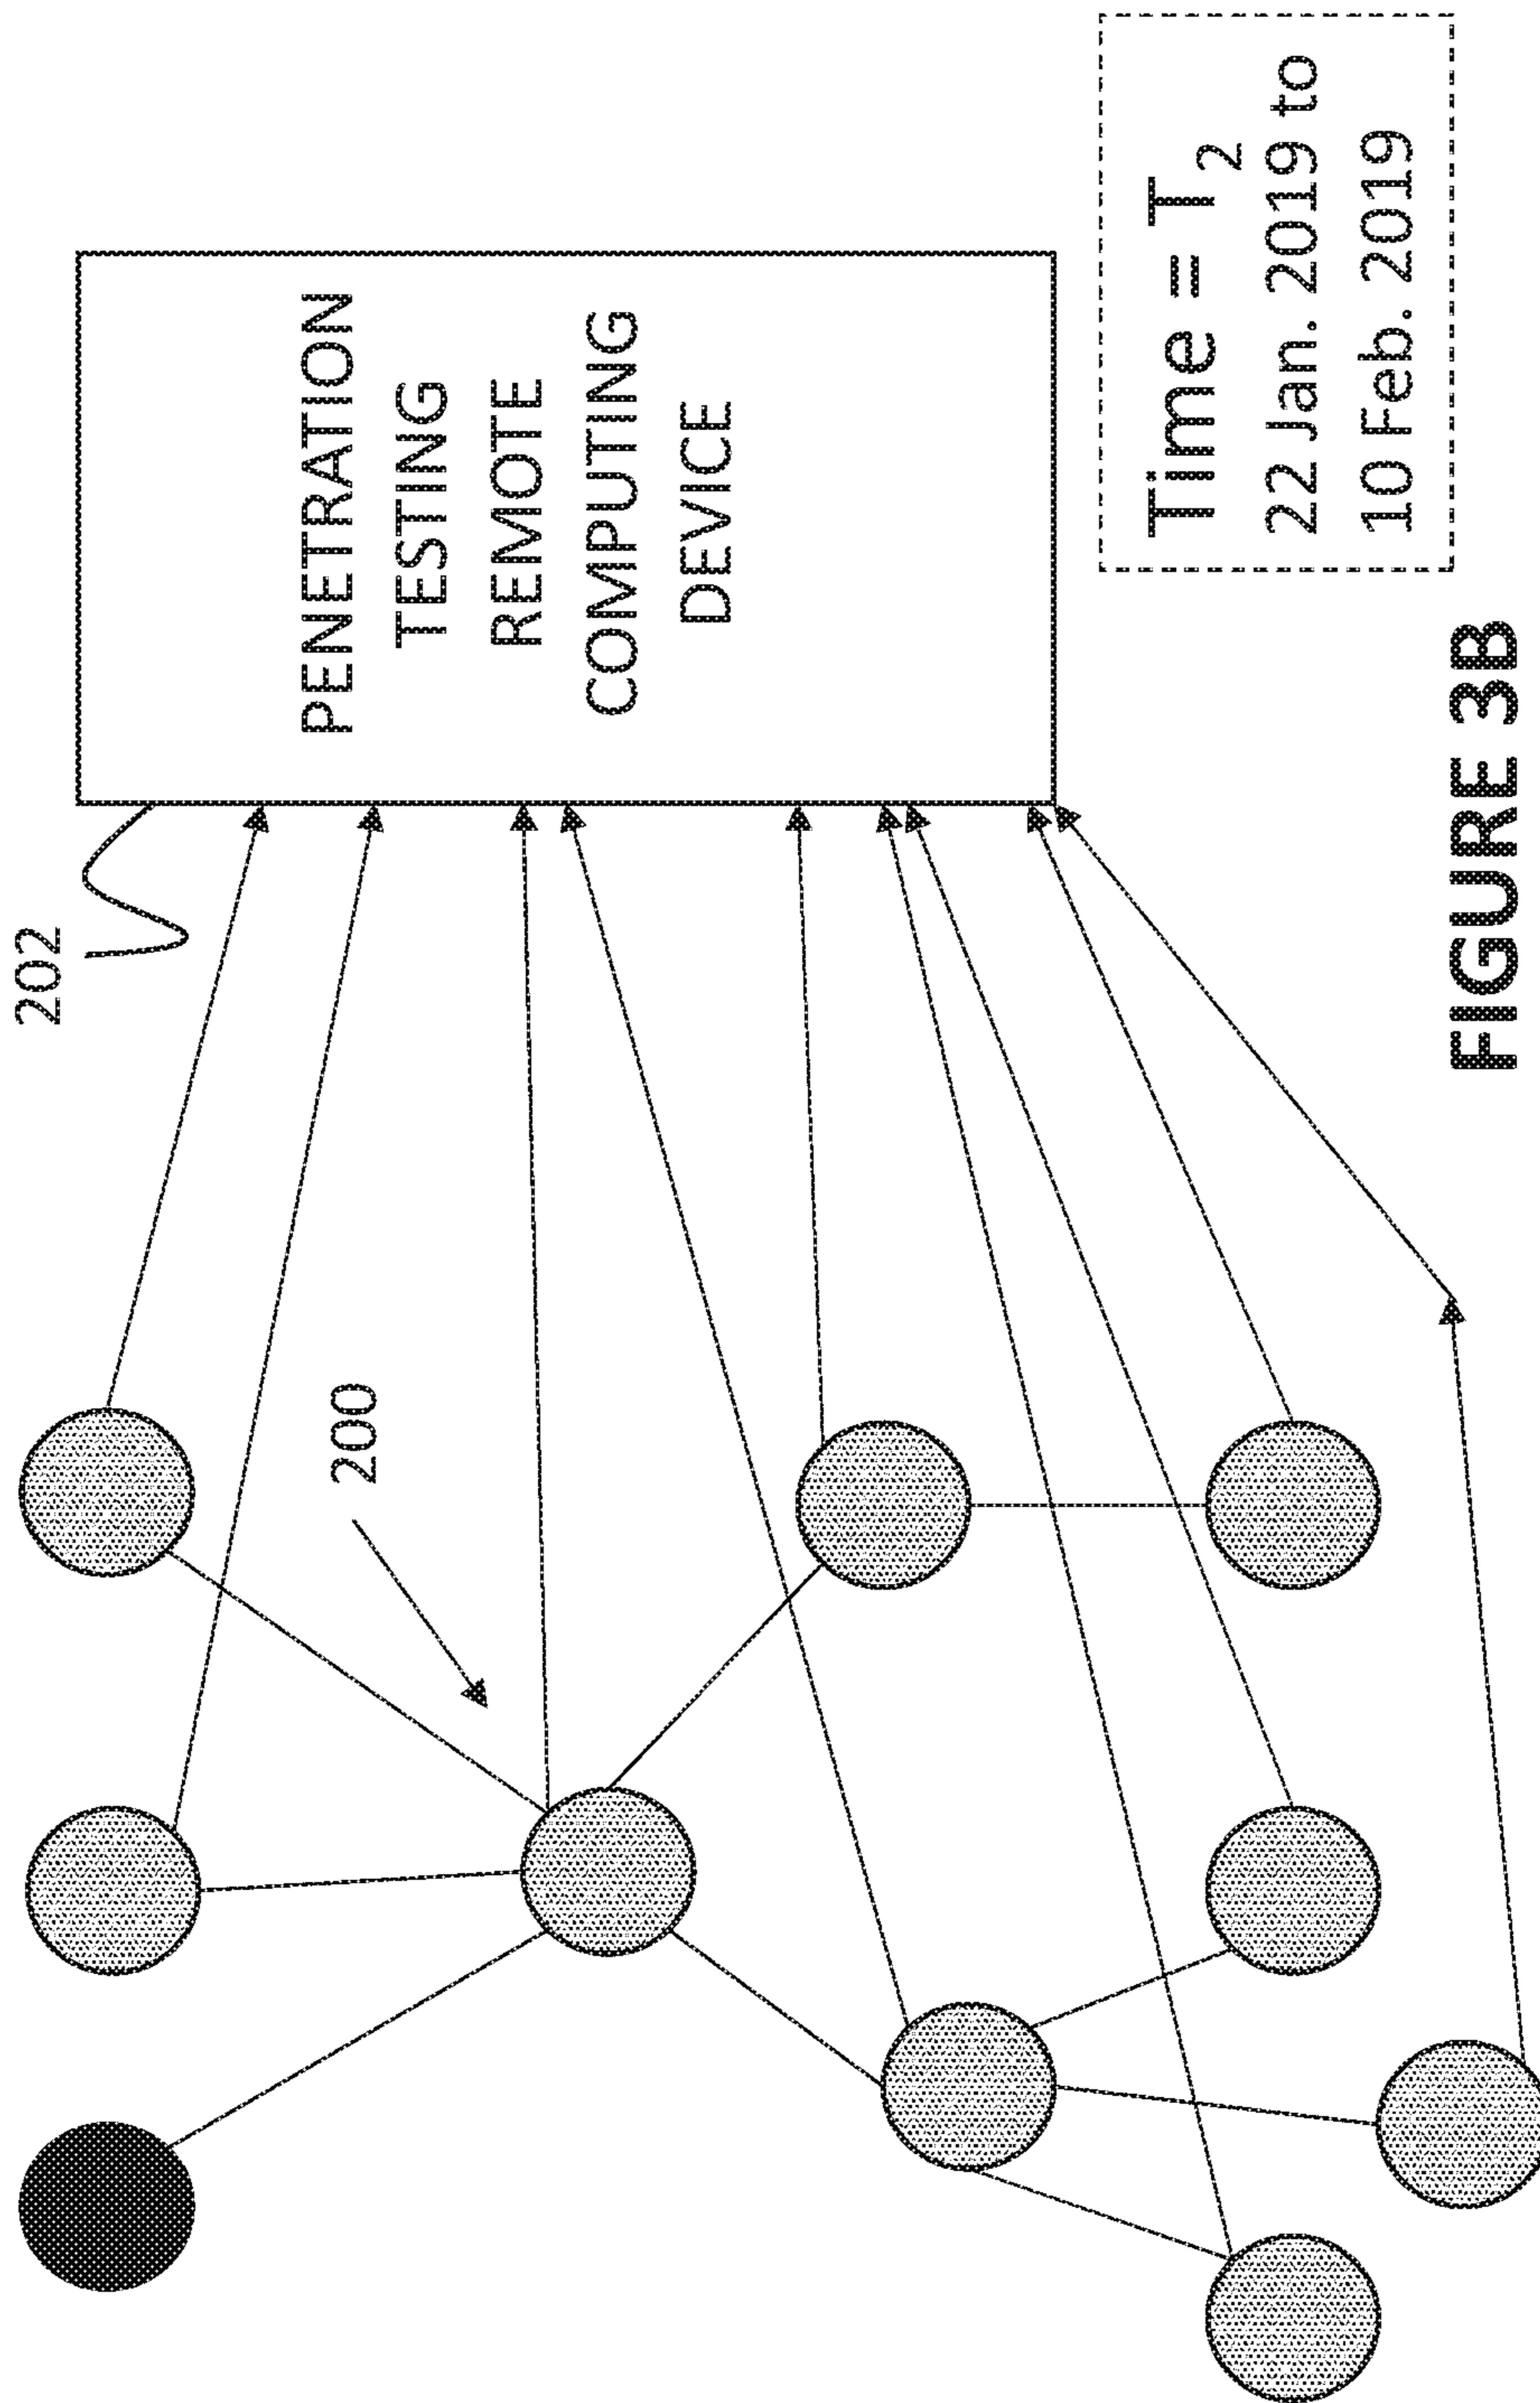 202
200
PENETRATION
TESTING
REMOTE
COMPUTING
DEVICE
Time = T2
22 Jan. 2019 to
10 Feb. 2019
FIGURE 3B